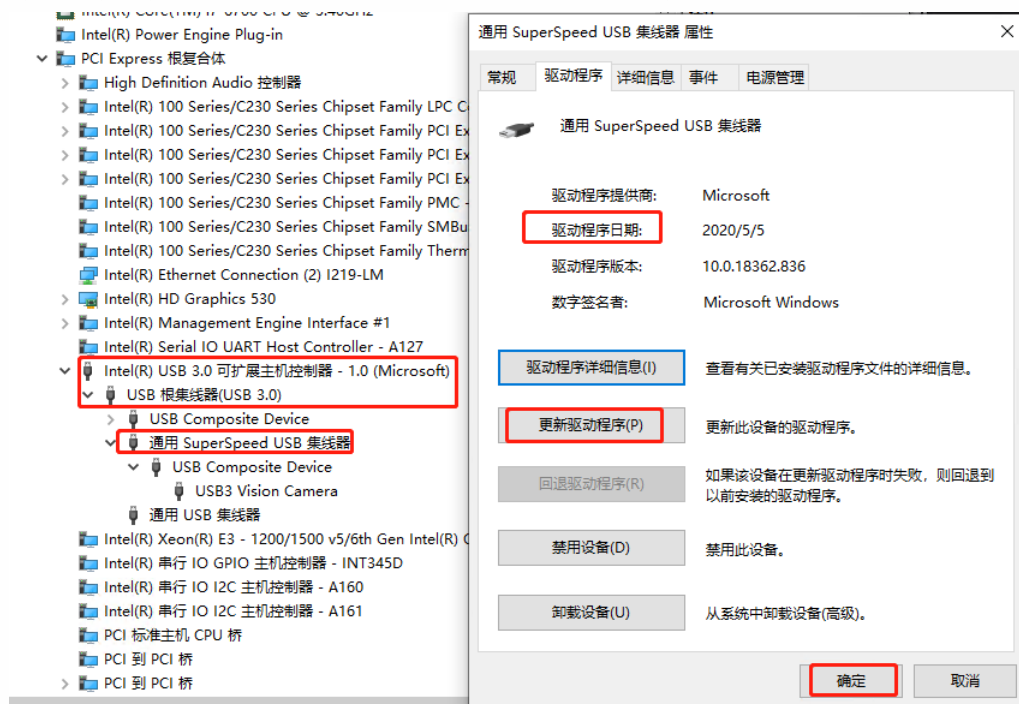 Intel(R) Core(TM) i7-6700 CPU @ 3.40GHz
Intel(R) Power Engine Plug-in
PCI Express 根复合体
High Definition Audio 控制器
Intel(R) 100 Series/C230 Series Chipset Family LPC C
Intel(R) 100 Series/C230 Series Chipset Family PCI Ex
Intel(R) 100 Series/C230 Series Chipset Family PCI Ex
Intel(R) 100 Series/C230 Series Chipset Family PCI Ex
Intel(R) 100 Series/C230 Series Chipset Family PMC -
Intel(R) 100 Series/C230 Series Chipset Family SMBu
Intel(R) 100 Series/C230 Series Chipset Family Therm
Intel(R) Ethernet Connection (2) I219-LM
Intel(R) HD Graphics 530
Intel(R) Management Engine Interface #1
Intel(R) Serial IO UART Host Controller - A127
Intel(R) USB 3.0 可扩展主机控制器 - 1.0 (Microsoft)
USB 根集线器(USB 3.0)
USB Composite Device
通用 SuperSpeed USB 集线器
USB Composite Device
USB3 Vision Camera
通用 USB 集线器
Intel(R) Xeon(R) E3 - 1200/1500 v5/6th Gen Intel(R) C
Intel(R) 串行 IO GPIO 主机控制器 - INT345D
Intel(R) 串行 IO I2C 主机控制器 - A160
Intel(R) 串行 IO I2C 主机控制器 - A161
PCI 标准主机 CPU 桥
PCI 到 PCI 桥
PCI 到 PCI 桥
通用 SuperSpeed USB 集线器 属性
常规 驱动程序 详细信息 事件 电源管理
通用 SuperSpeed USB 集线器
驱动程序提供商: Microsoft
驱动程序日期: 2020/5/5
驱动程序版本: 10.0.18362.836
数字签名者: Microsoft Windows
驱动程序详细信息(I) 查看有关已安装驱动程序文件的详细信息。
更新驱动程序(P) 更新此设备的驱动程序。
回退驱动程序(R) 如果该设备在更新驱动程序时失败，则回退到
以前安装的驱动程序。
禁用设备(D) 禁用此设备。
卸载设备(U) 从系统中卸载设备(高级)。
确定 取消